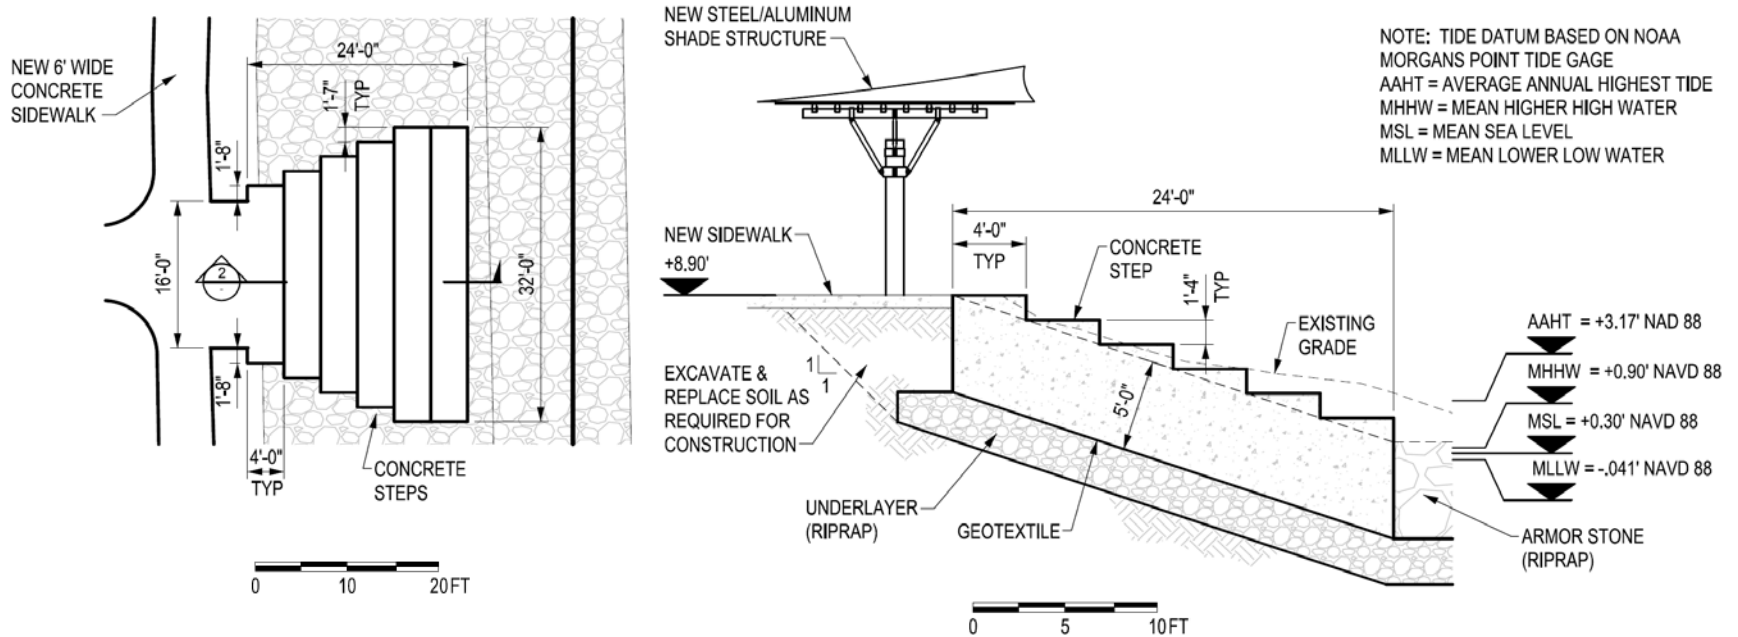 NEW 6' WIDE
CONCRETE
SIDEWALK
24'-0"
1'-7"
TYP
1'-8"
16'-0"
2
32'-0"
1'-8"
4'-0"
TYP
CONCRETE
STEPS
0 10 20 FT
NEW STEEL/ALUMINUM
SHADE STRUCTURE
NEW SIDEWALK
+8.90'
24'-0"
4'-0"
TYP
CONCRETE
STEP
1'-4"
TYP
EXISTING
GRADE
1
1
EXCAVATE &
REPLACE SOIL AS
REQUIRED FOR
CONSTRUCTION
5'-0"
UNDERLAYER
(RIPRAP)
GEOTEXTILE
0 5 10 FT
NOTE: TIDE DATUM BASED ON NOAA
MORGANS POINT TIDE GAGE
AAHT = AVERAGE ANNUAL HIGHEST TIDE
MHHW = MEAN HIGHER HIGH WATER
MSL = MEAN SEA LEVEL
MLLW = MEAN LOWER LOW WATER
AAHT = +3.17' NAD 88
MHHW = +0.90' NAVD 88
MSL = +0.30' NAVD 88
MLLW = -.041' NAVD 88
ARMOR STONE
(RIPRAP)